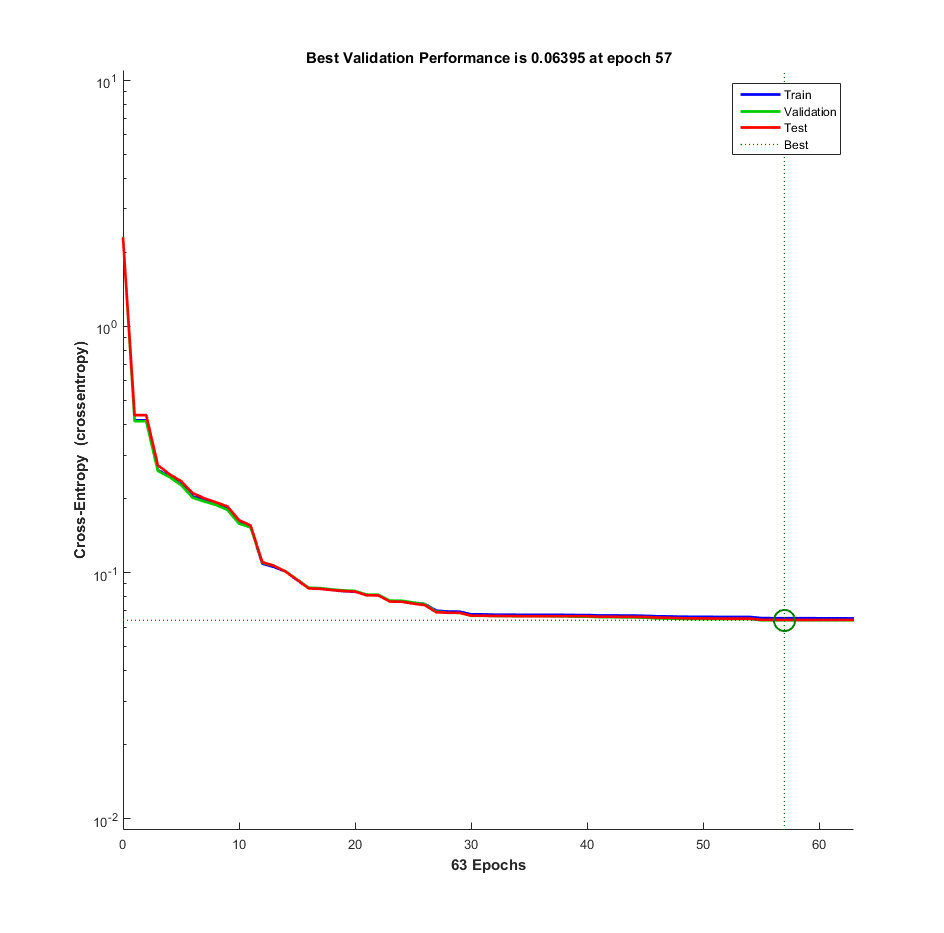 Best Validation Performance is 0.06395 at epoch 57
10^1
10^0
10^-1
10^-2
Cross-Entropy (crossentropy)
Train
Validation
Test
Best
0 10 20 30 40 50 60
63 Epochs